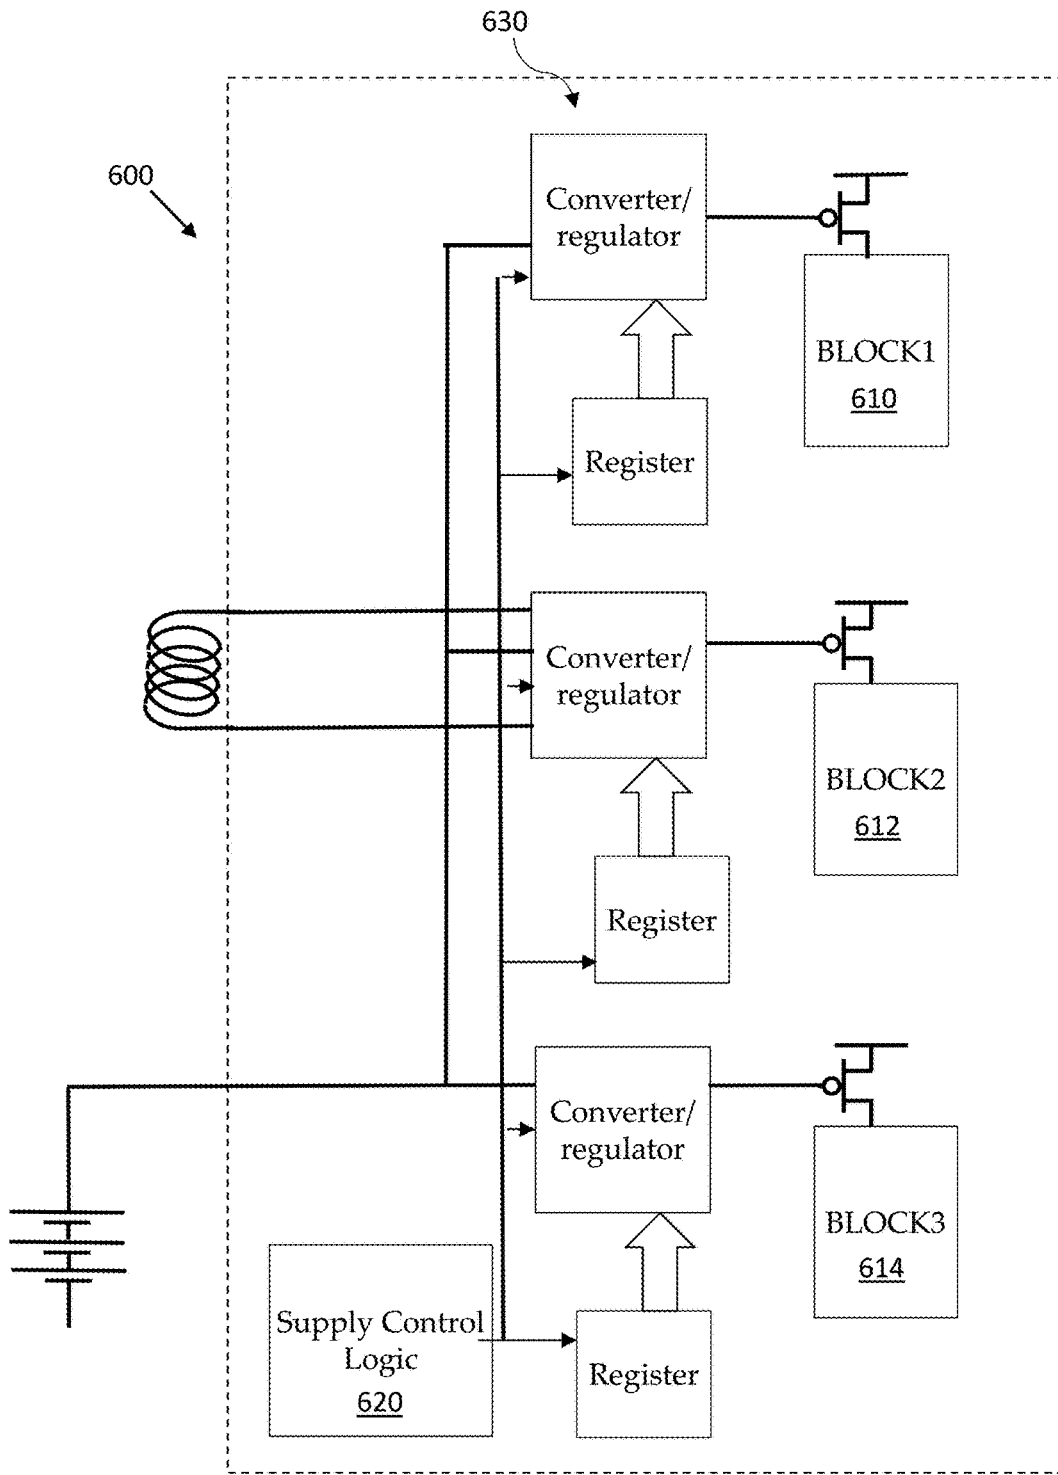 630
600
Converter/
regulator
BLOCK1
610
Register
Converter/
regulator
BLOCK2
612
Register
Converter/
regulator
BLOCK3
614
Supply Control
Logic
620
Register